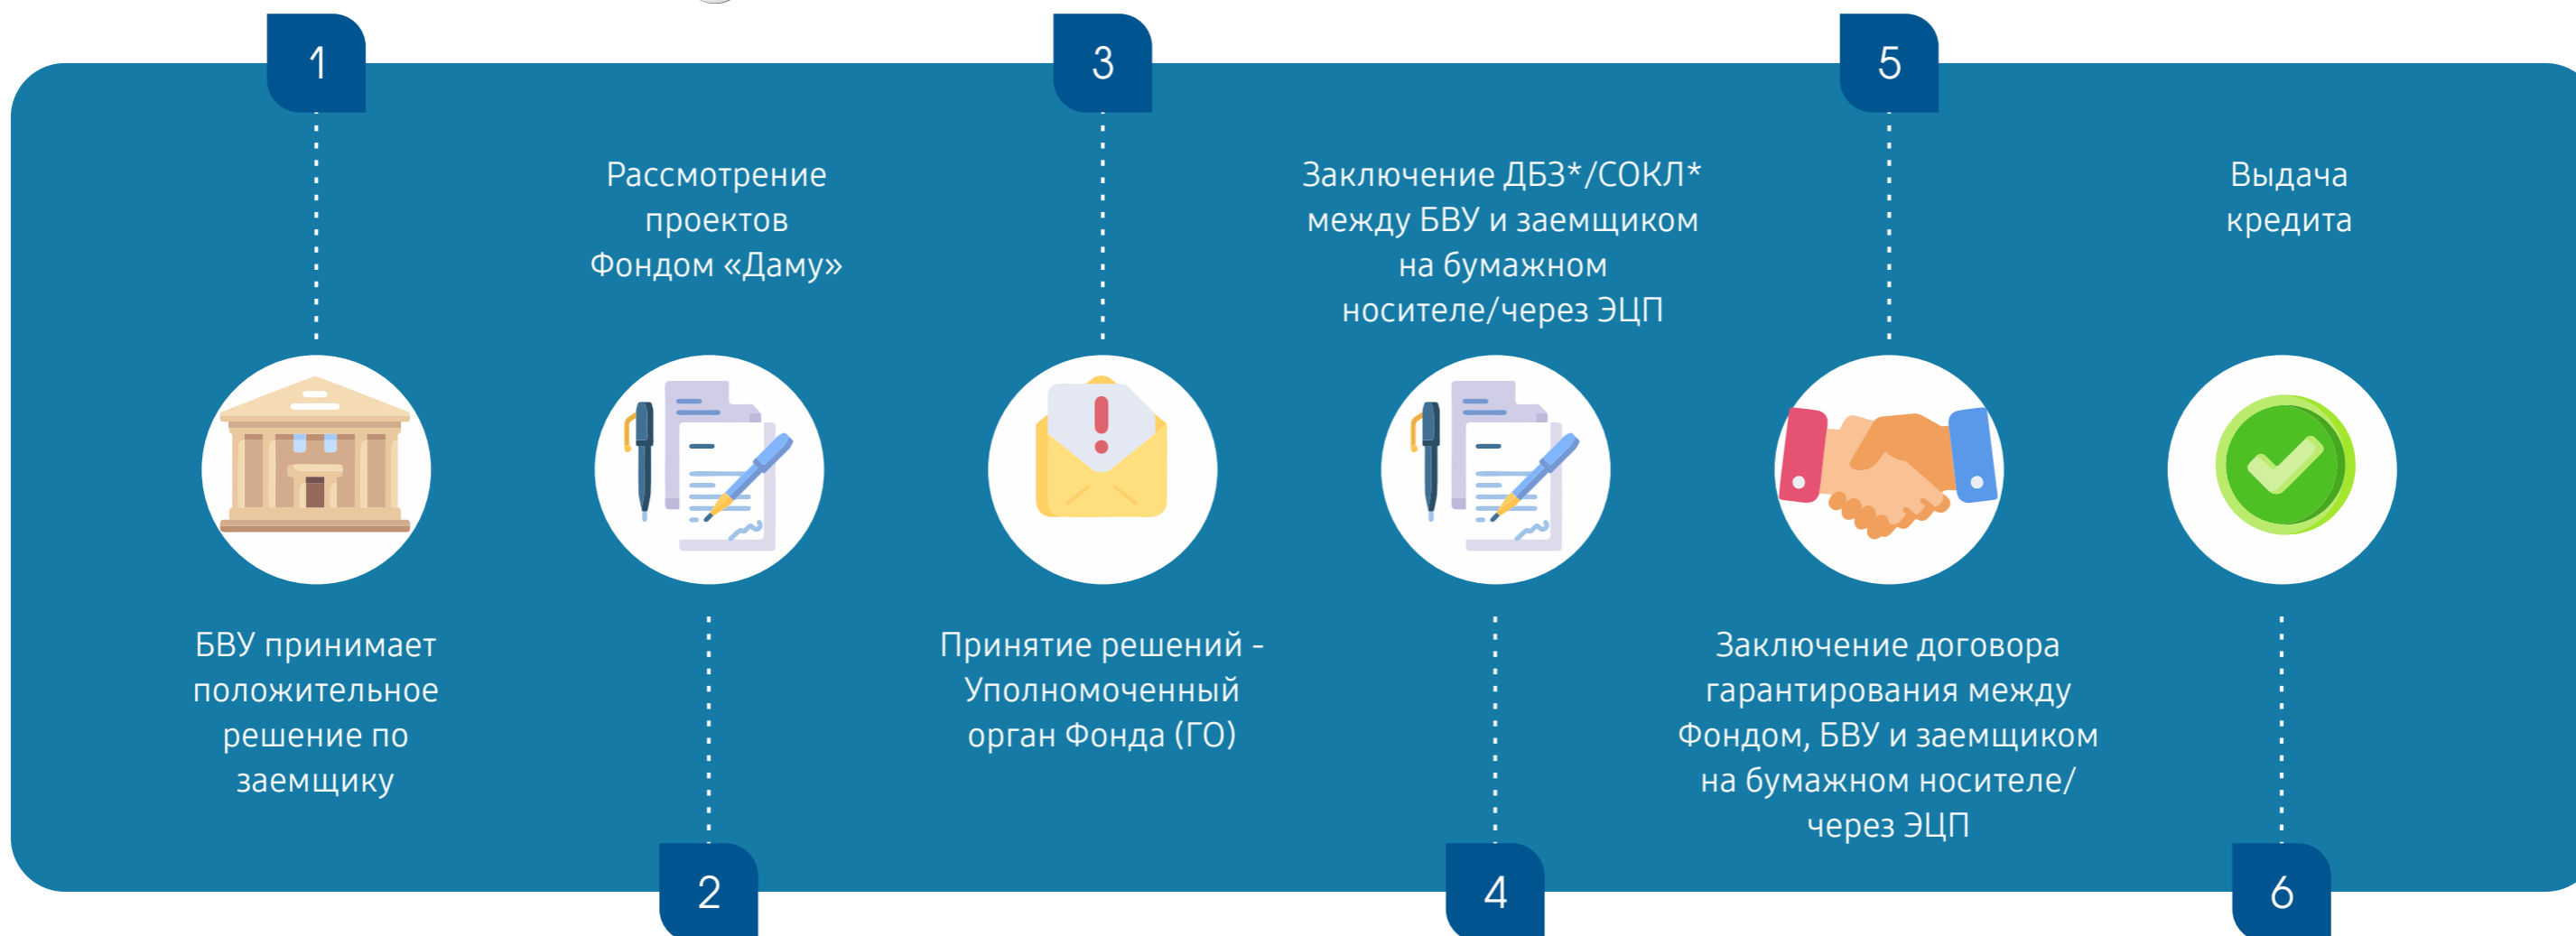 1
БВУ принимает
положительное
решение по
заемщику
Рассмотрение
проектов
Фондом «Даму»
2
3
Принятие решений -
Уполномоченный
орган Фонда (ГО)
Заключение ДБЗ*/СОКЛ*
между БВУ и заемщиком
на бумажном
носителе/через ЭЦП
4
5
Заключение договора
гарантирования между
Фондом, БВУ и заемщиком
на бумажном носителе/
через ЭЦП
Выдача
кредита
6